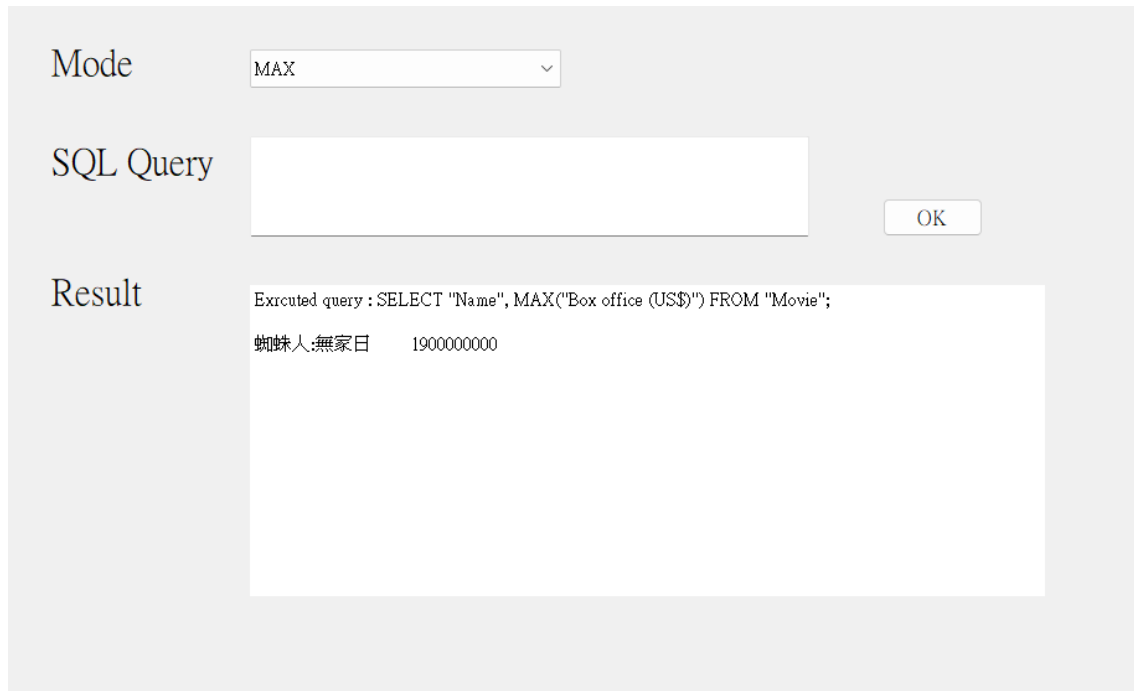 Mode
MAX
SQL Query
OK
Result
Exrcuted query : SELECT "Name", MAX("Box office (US$)") FROM "Movie";
蜘蛛人:無家日 1900000000